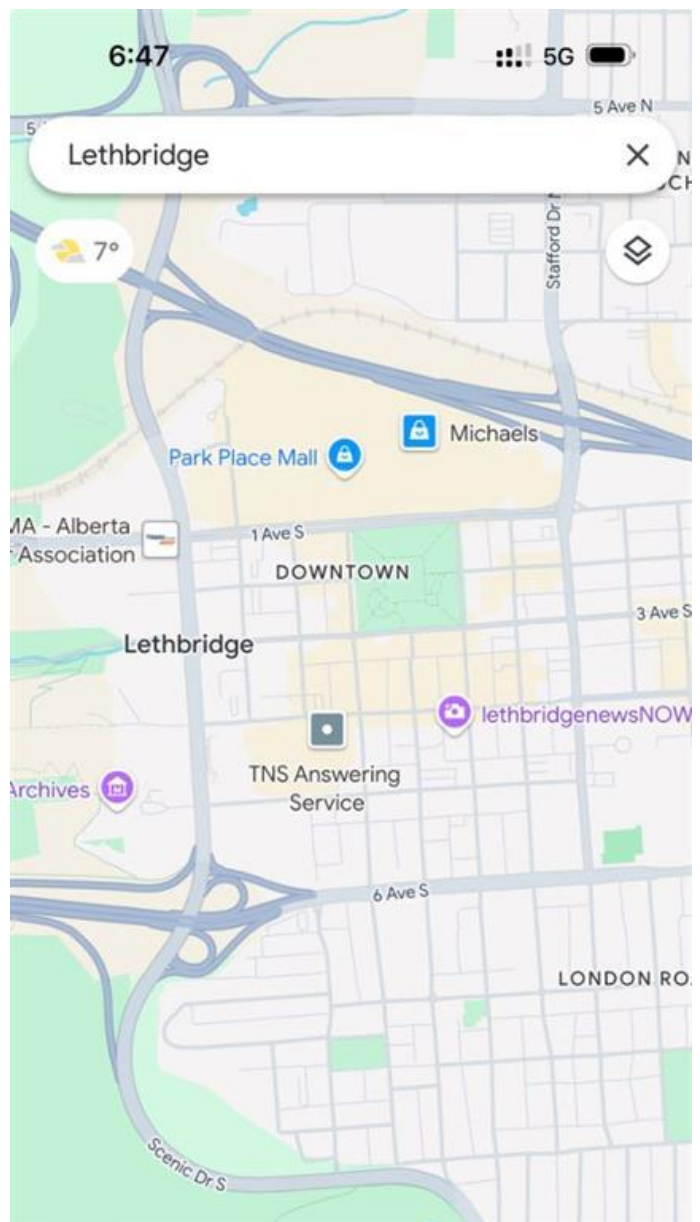 6:47
5G
5 Ave N
5
Lethbridge
N
CH
7°
Stafford Dr N
Michaels
Park Place Mall
MA - Alberta
Association
1 Ave S
DOWNTOWN
3 Ave S
Lethbridge
lethbridgenewsNOW
TNS Answering
Service
Archives
6 Ave S
LONDON RO
Scenic Dr S